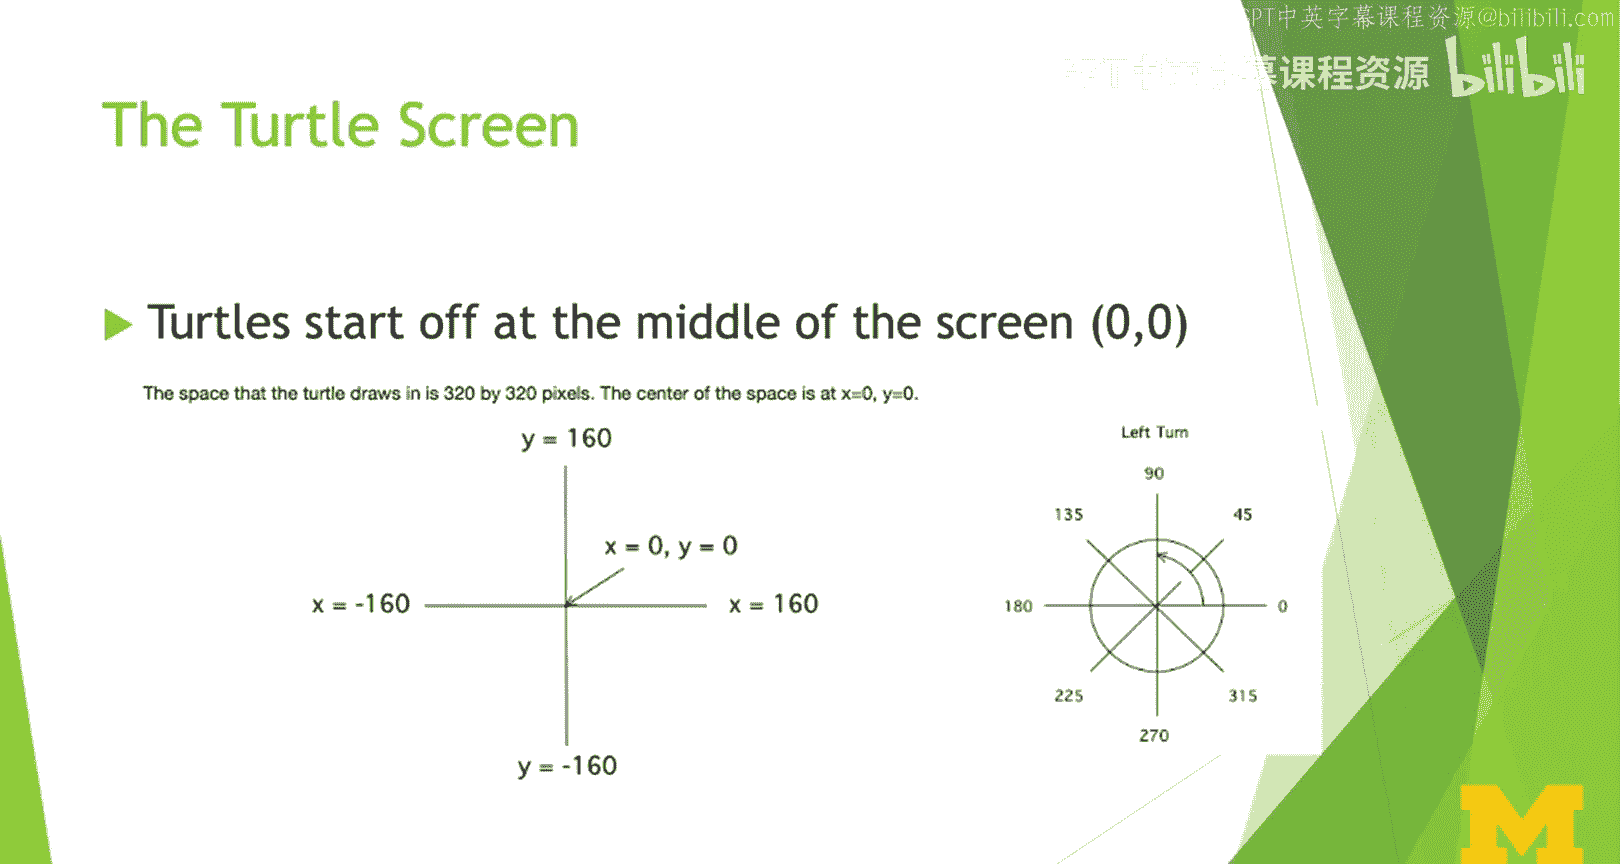 PT中英字幕课程资源@bilibili.com
课程资源 bilibili
The Turtle Screen
Turtles start off at the middle of the screen (0,0)
The space that the turtle draws in is 320 by 320 pixels. The center of the space is at x=0, y=0.
y = 160
x = 0, y = 0
x = -160
x = 160
y = -160
Left Turn
90
135
45
180
0
225
315
270
M